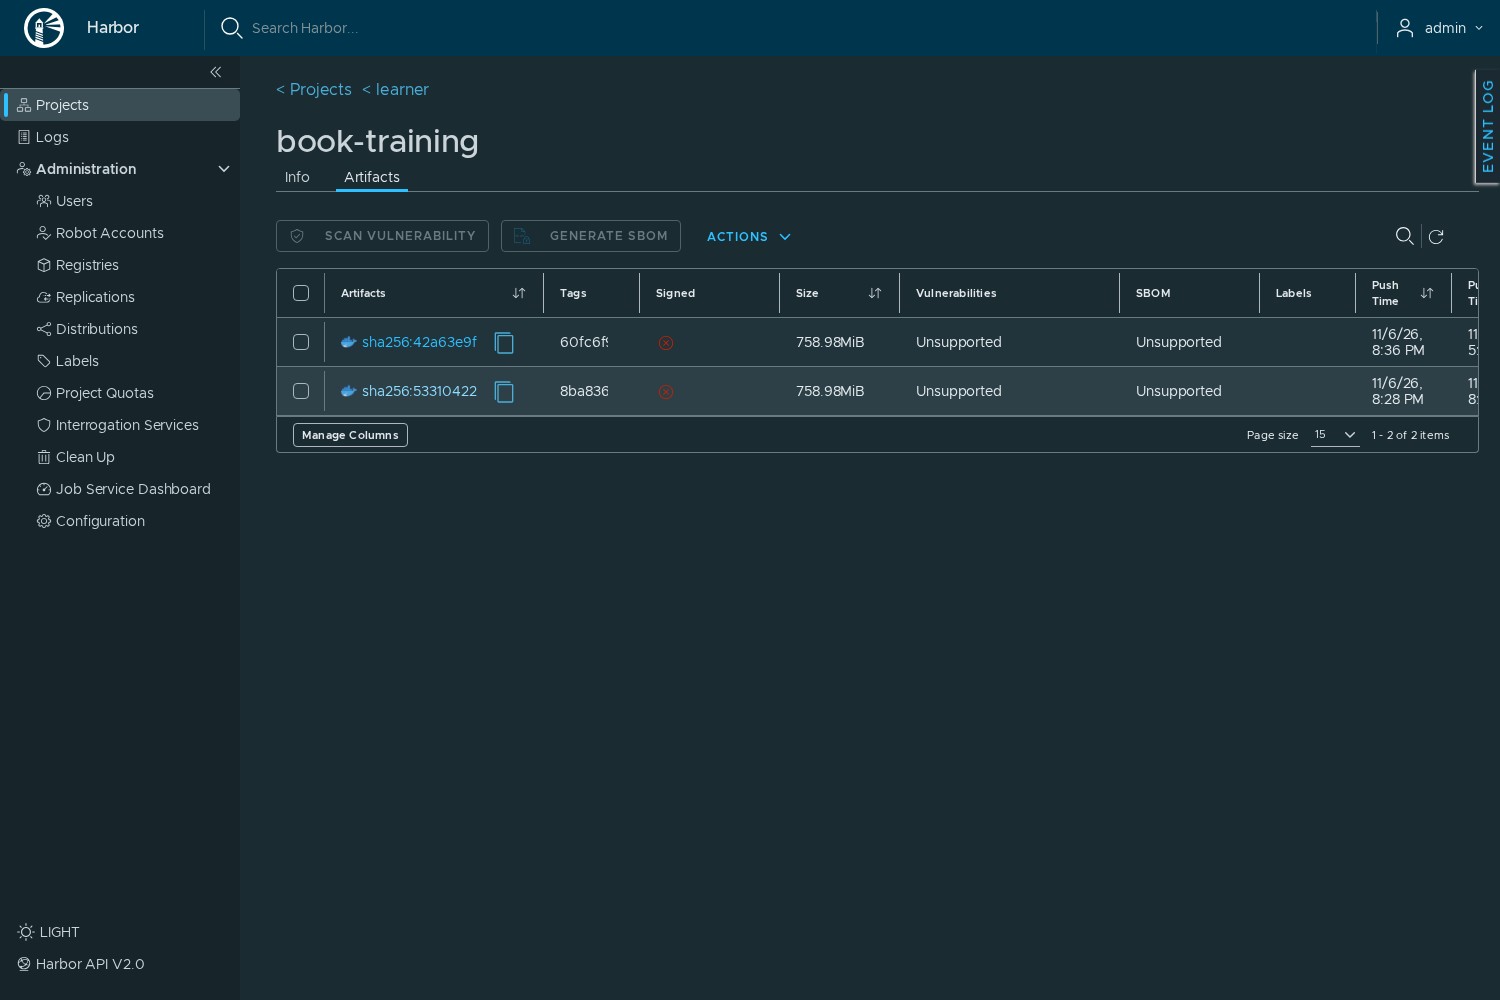 Harbor
Search Harbor...
admin
EVENT LOG
Projects
Logs
Administration
Users
Robot Accounts
Registries
Replications
Distributions
Labels
Project Quotas
Interrogation Services
Clean Up
Job Service Dashboard
Configuration
LIGHT
Harbor API V2.0
< Projects < learner
book-training
Info Artifacts
SCAN VULNERABILITY GENERATE SBOM ACTIONS
Artifacts Tags Signed Size Vulnerabilities SBOM Labels Push Time
sha256:42a63e9f 60fc6f 758.98MiB Unsupported Unsupported 11/6/26, 8:36 PM
sha256:53310422 8ba836 758.98MiB Unsupported Unsupported 11/6/26, 8:28 PM
Manage Columns Page size 15 1 - 2 of 2 items